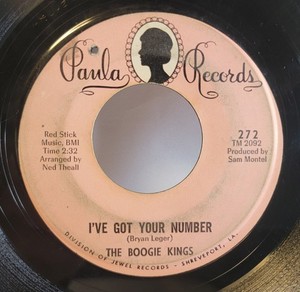 Paula Records
Red Stick
Music, BMI
Time 2:32
Arranged by
Ned Theall
272
TM 2092
Produced by
Sam Montel
I'VE GOT YOUR NUMBER
(Bryan Leger)
THE BOOGIE KINGS
DIVISION OF JEWEL RECORDS - SHREVEPORT, LA.